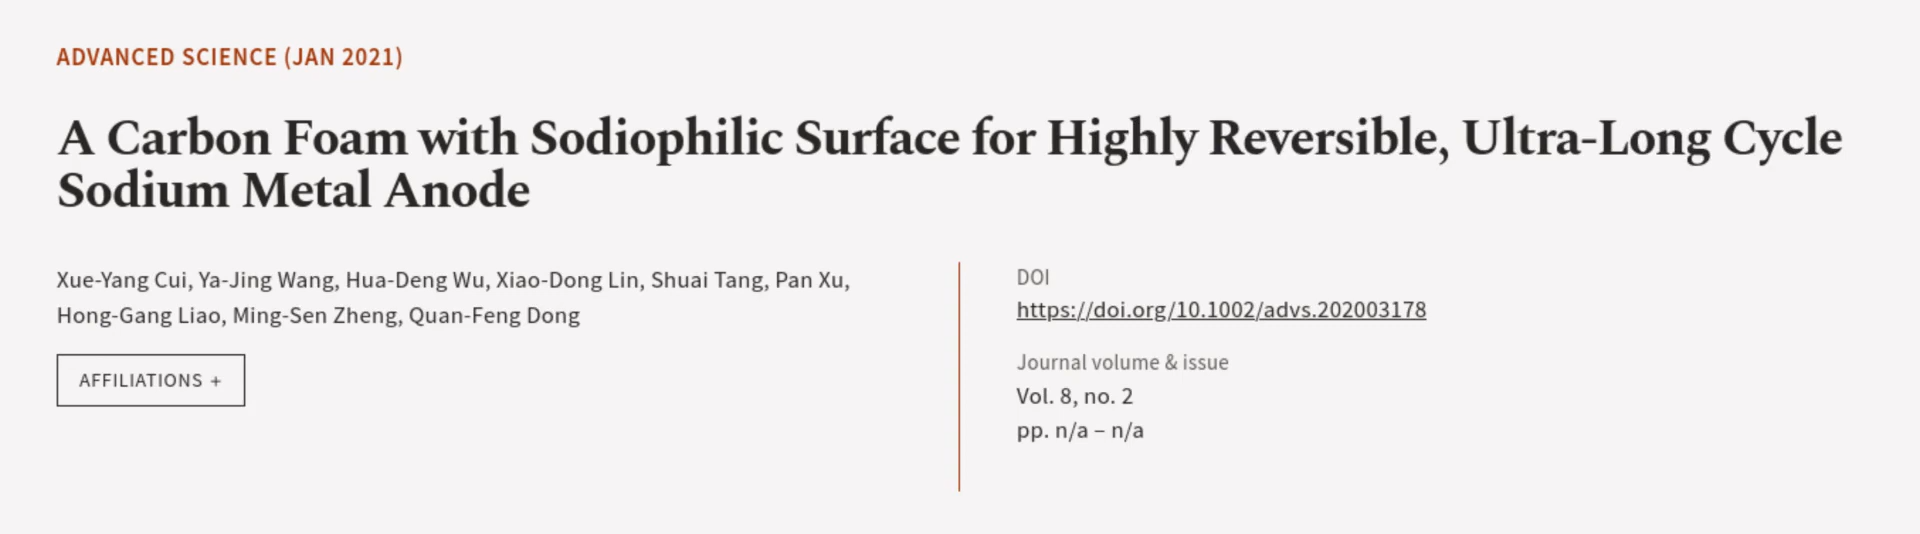 ADVANCED SCIENCE (JAN 2021)
A Carbon Foam with Sodiophilic Surface for Highly Reversible, Ultra-Long Cycle
Sodium Metal Anode
Xue-Yang Cui, Ya-Jing Wang, Hua-Deng Wu, Xiao-Dong Lin, Shuai Tang, Pan Xu,
Hong-Gang Liao, Ming-Sen Zheng, Quan-Feng Dong
AFFILIATIONS +
DOI
https://doi.org/10.1002/advs.202003178
Journal volume & issue
Vol. 8, no. 2
pp. n/a – n/a